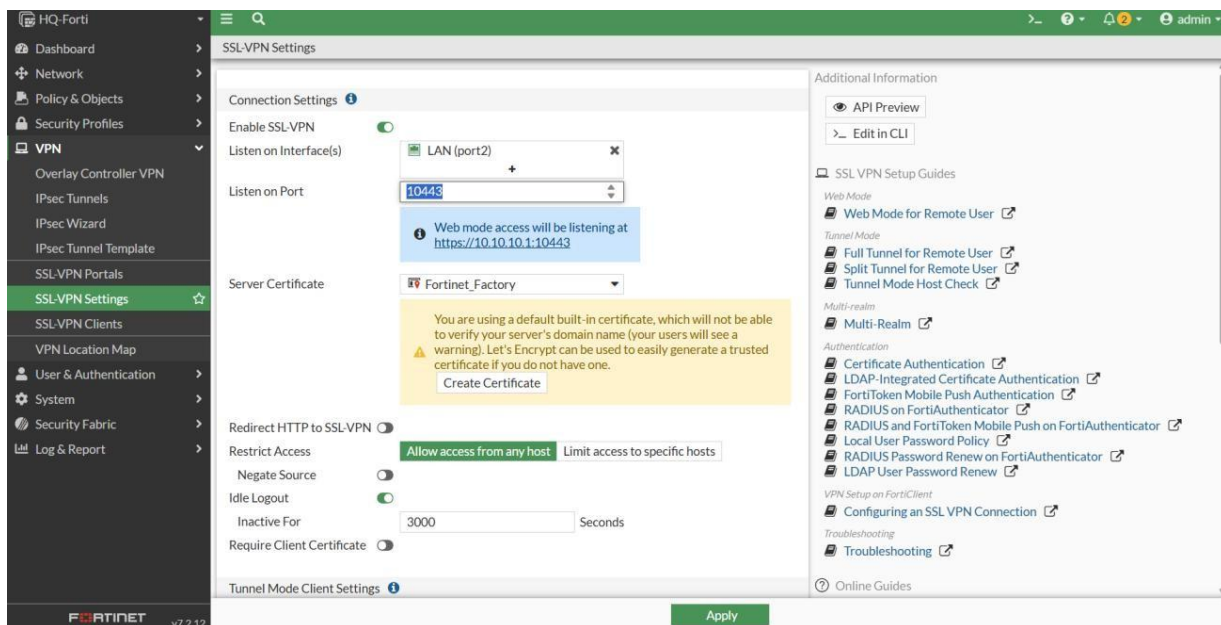 HQ-Forti
>_
2
admin
Dashboard
Network
Policy & Objects
Security Profiles
VPN
Overlay Controller VPN
IPsec Tunnels
IPsec Wizard
IPsec Tunnel Template
SSL-VPN Portals
SSL-VPN Settings
SSL-VPN Clients
VPN Location Map
User & Authentication
System
Security Fabric
Log & Report
FORTINET
v7.2.12
SSL-VPN Settings
Connection Settings
Enable SSL-VPN
Listen on Interface(s)
LAN (port2)
Listen on Port
10443
Web mode access will be listening at
https://10.10.10.1:10443
Server Certificate
Fortinet_Factory
You are using a default built-in certificate, which will not be able
to verify your server's domain name (your users will see a
warning). Let's Encrypt can be used to easily generate a trusted
certificate if you do not have one.
Create Certificate
Redirect HTTP to SSL-VPN
Restrict Access
Allow access from any host Limit access to specific hosts
Negate Source
Idle Logout
Inactive For
3000 Seconds
Require Client Certificate
Tunnel Mode Client Settings
Apply
Additional Information
API Preview
>_ Edit in CLI
SSL VPN Setup Guides
Web Mode
Web Mode for Remote User
Tunnel Mode
Full Tunnel for Remote User
Split Tunnel for Remote User
Tunnel Mode Host Check
Multi-realm
Multi-Realm
Authentication
Certificate Authentication
LDAP-Integrated Certificate Authentication
FortiToken Mobile Push Authentication
RADIUS on FortiAuthenticator
RADIUS and FortiToken Mobile Push on FortiAuthenticator
Local User Password Policy
RADIUS Password Renew on FortiAuthenticator
LDAP User Password Renew
VPN Setup on FortiClient
Configuring an SSL VPN Connection
Troubleshooting
Troubleshooting
Online Guides